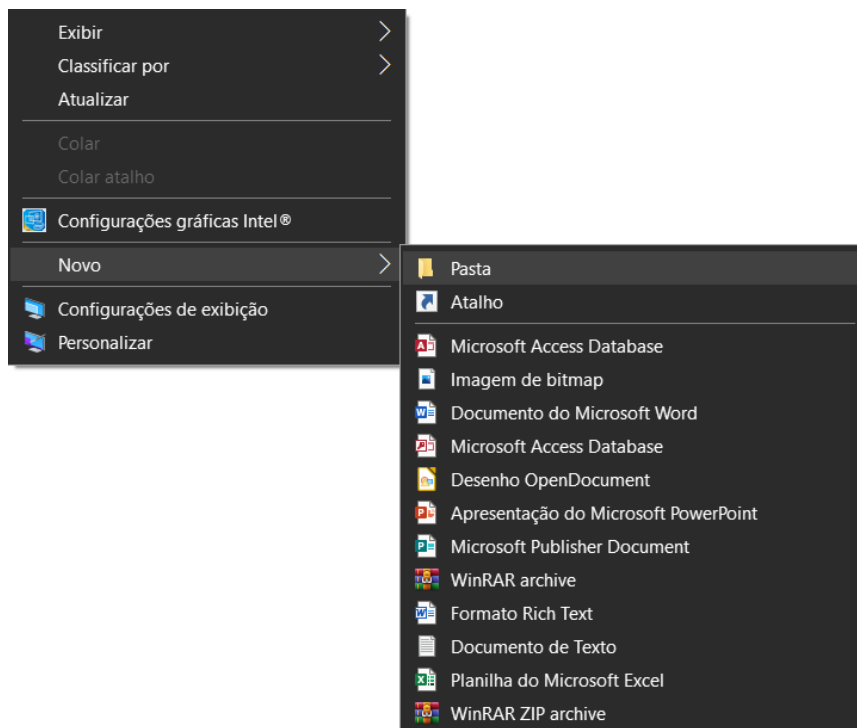 Exibir
Classificar por
Atualizar
Colar
Colar atalho
Configurações gráficas Intel®
Novo
Configurações de exibição
Personalizar
Pasta
Atalho
Microsoft Access Database
Imagem de bitmap
Documento do Microsoft Word
Microsoft Access Database
Desenho OpenDocument
Apresentação do Microsoft PowerPoint
Microsoft Publisher Document
WinRAR archive
Formato Rich Text
Documento de Texto
Planilha do Microsoft Excel
WinRAR ZIP archive